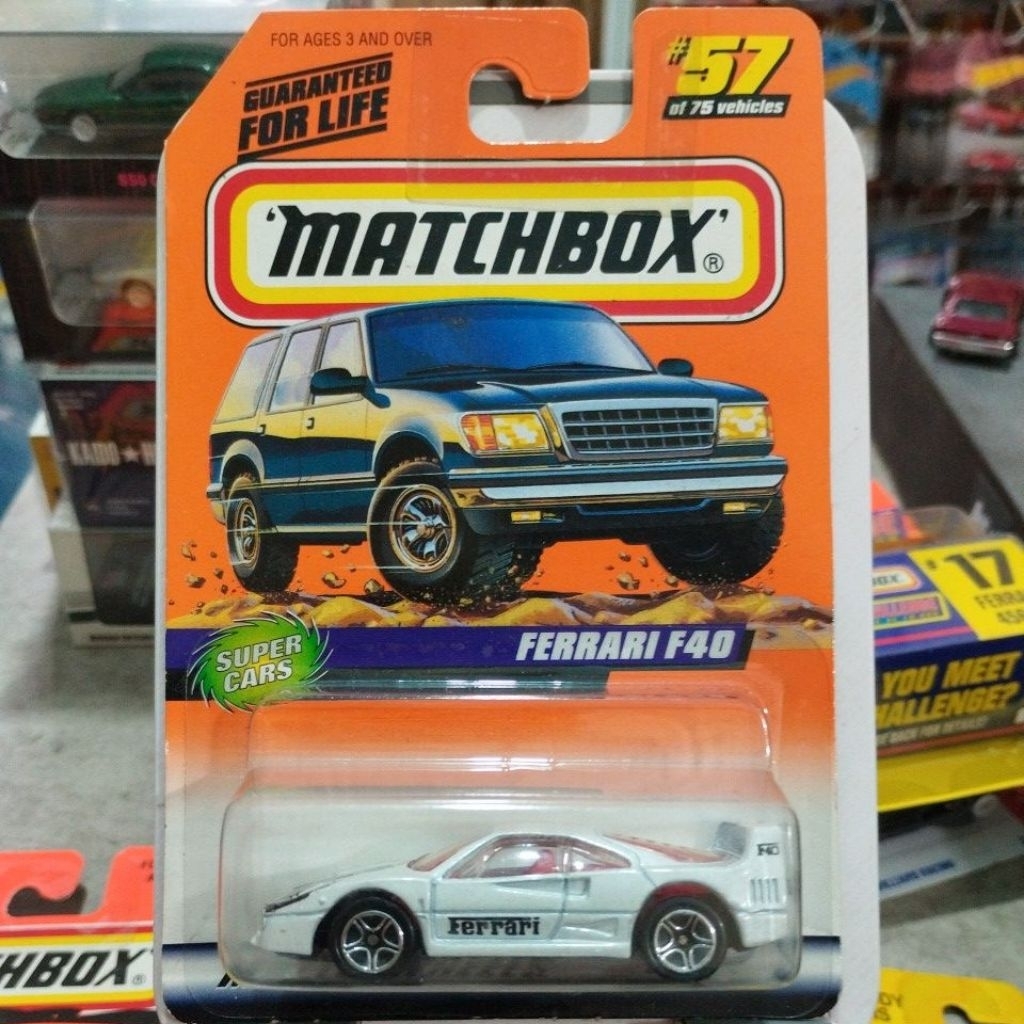 FOR AGES 3 AND OVER
GUARANTEED
FOR LIFE
#57
of 75 vehicles
'MATCHBOX'®
SUPER
CARS
FERRARI F40
Ferrari
F40
#17
YOU MEET
HBOX®